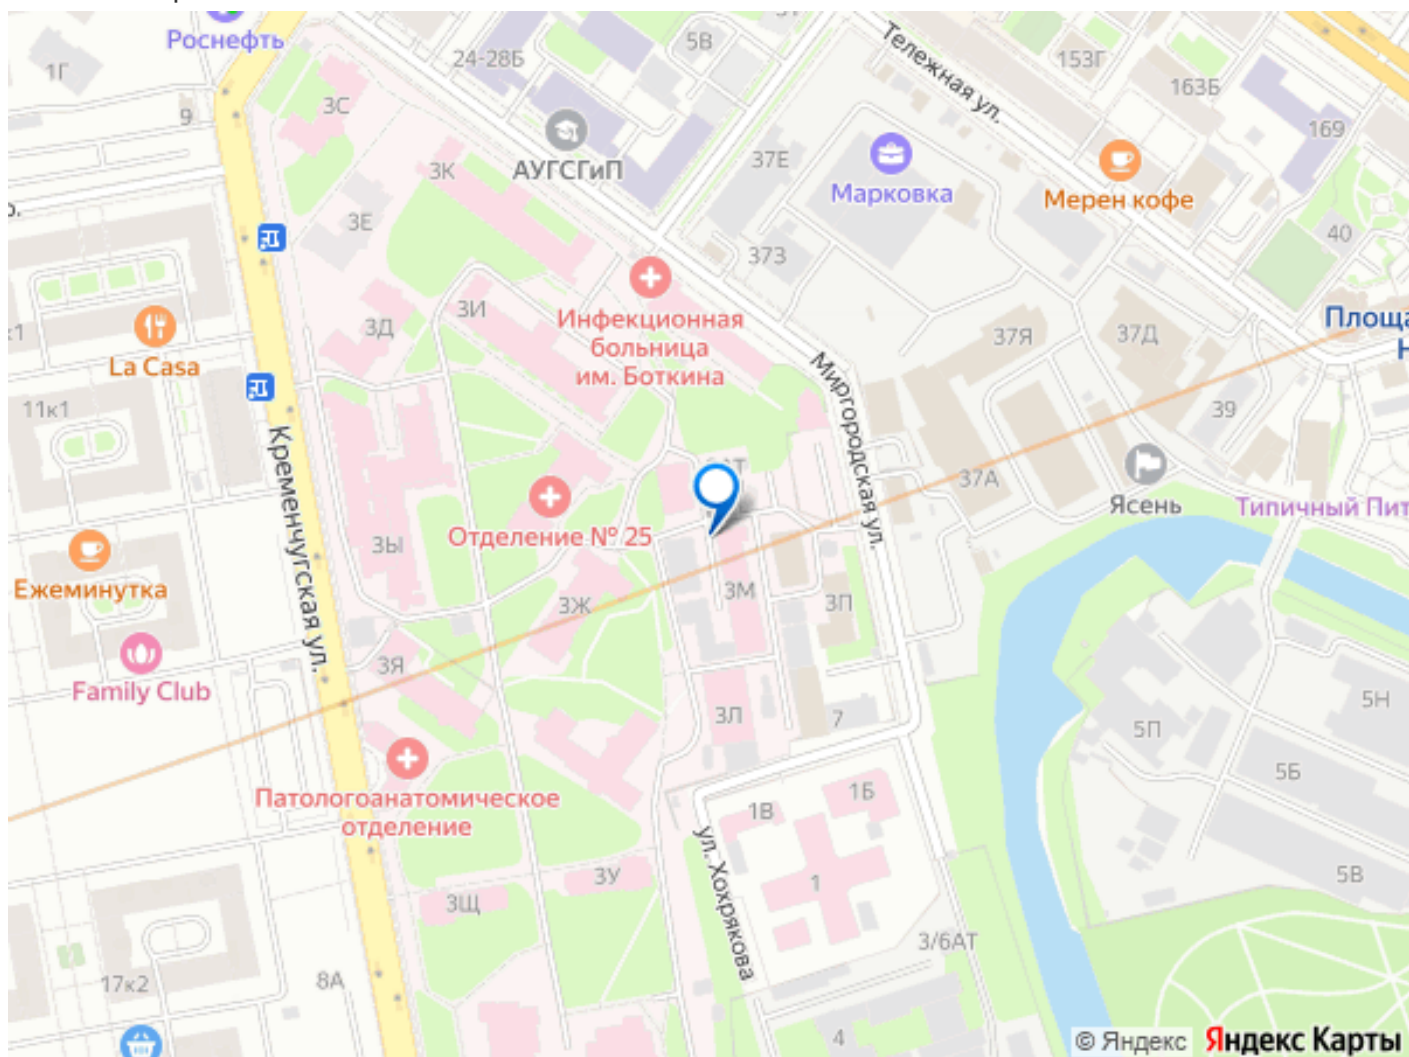 Роснефть
1Г
24-28Б
5В
Тележная ул.
153Г
163Б
169
9
3С
3К
АУГСГиП
37Е
Марковка
Мерен кофе
3Е
373
40
3И
3Д
Инфекционная
больница
им. Боткина
37Я
37Д
Площа
Н
La Casa
11к1
Миргородская ул.
39
Кременчугская ул.
37А
Ясень
Типичный Пит
Отделение № 25
3Ы
Ежеминутка
3Ж
3М
3П
Family Club
3Я
3Л
7
5Н
5П
Патологоанатомическое
отделение
5Б
1В
1Б
ул. Хохрякова
1
3У
3Щ
5В
3/6АТ
17к2
8А
4
© Яндекс Яндекс Карты